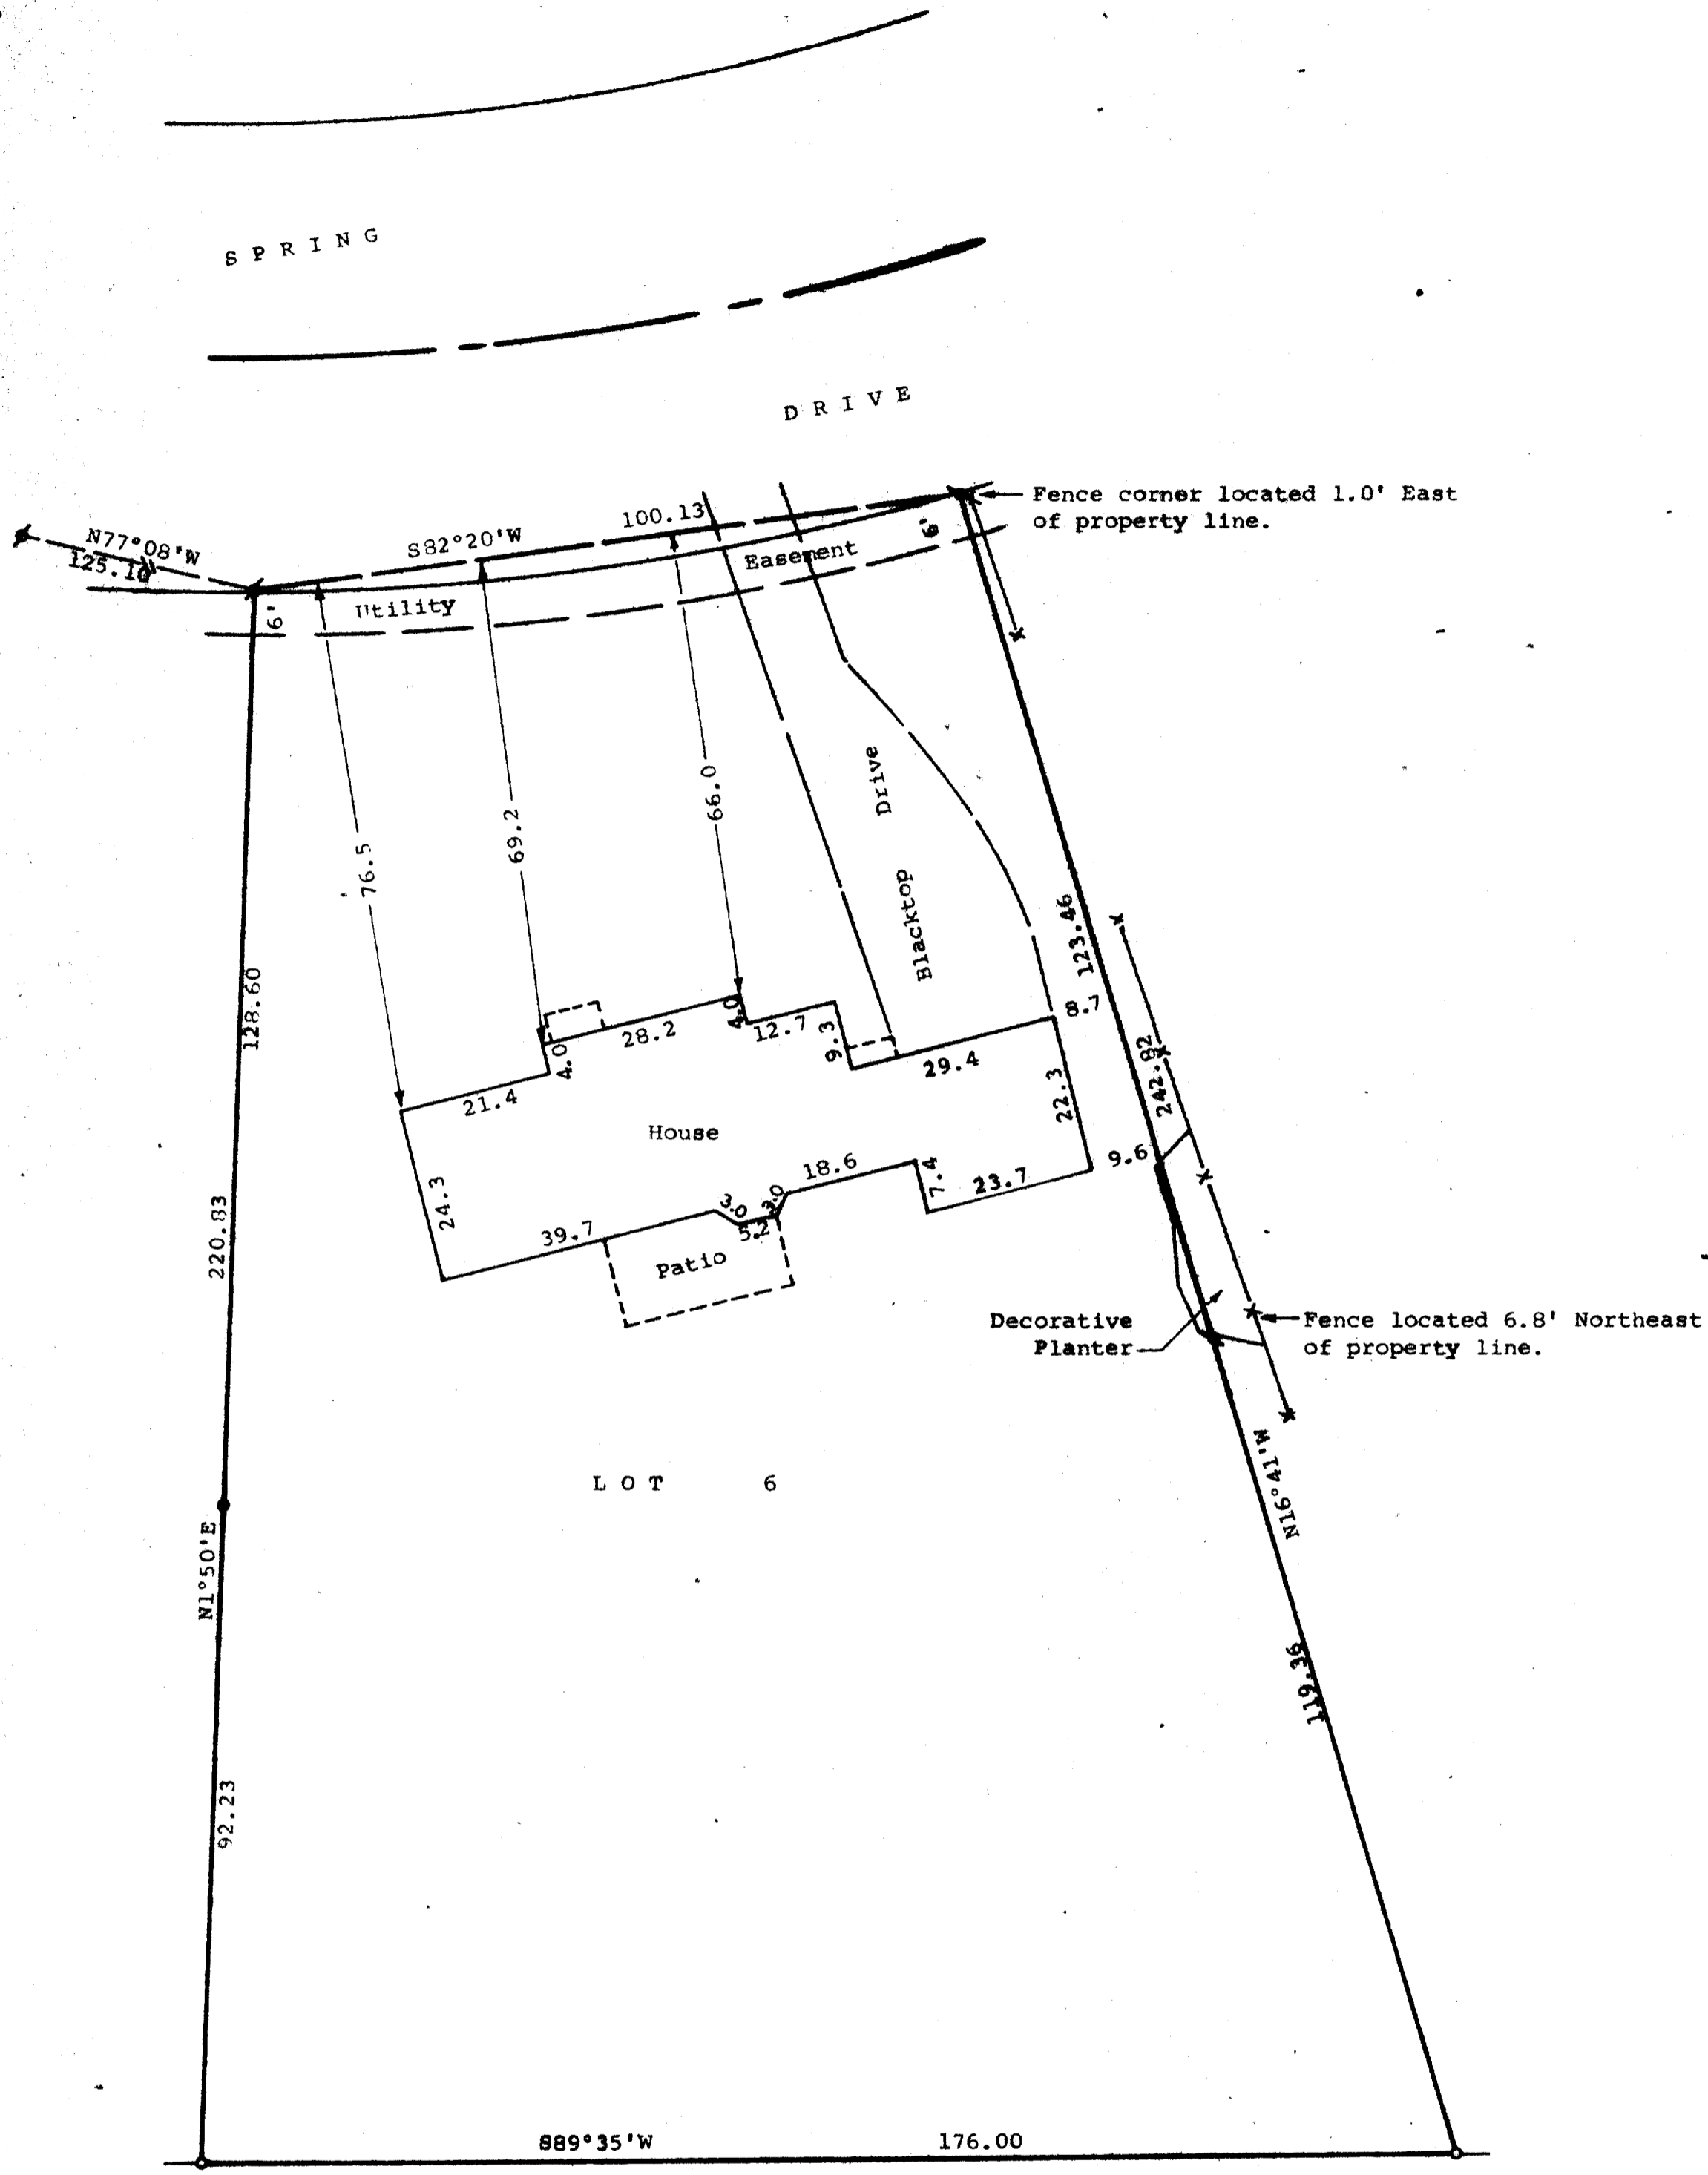 SPRING
DRIVE
Fence corner located 1.0' East
of property line.
N77°08'W
125.10
S82°20'W
100.13
6'
Easement
Utility
6'
76.5
69.2
66.0
Drive
Blacktop
123.46
128.60
8.7
4.0
28.2
4.0
12.7
9.3
29.4
242.82
22.3
21.4
House
9.6
18.6
7.4
23.7
24.3
3.0
3.0
5.2
39.7
Patio
220.83
Decorative
Planter
Fence located 6.8' Northeast
of property line.
LOT 6
N16°41'W
N1°50'E
119.36
92.23
S89°35'W
176.00